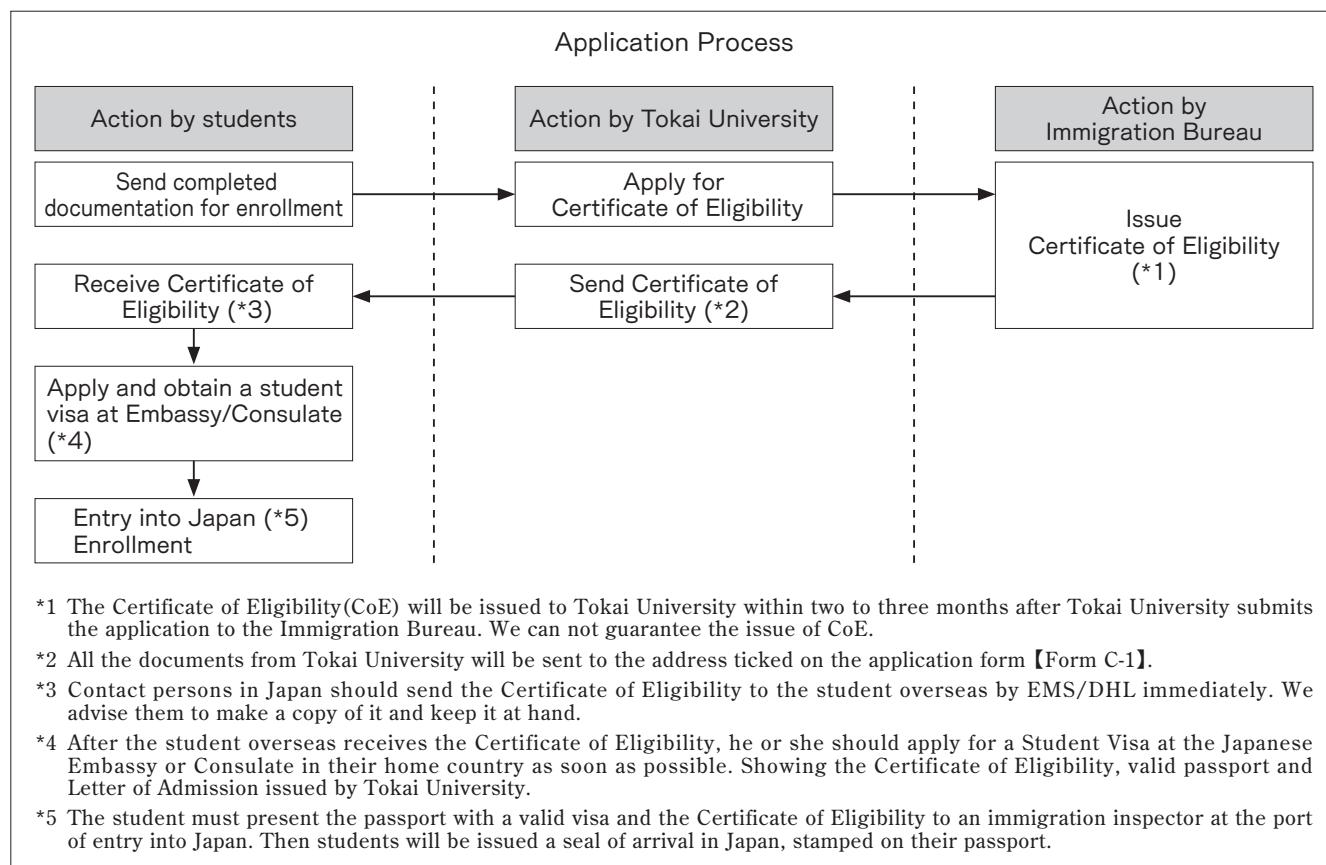 Application Process
Action by students
Action by Tokai University
Action by
Immigration Bureau
Send completed
documentation for enrollment
Apply for
Certificate of Eligibility
Issue
Certificate of Eligibility
(*1)
Receive Certificate of
Eligibility (*3)
Send Certificate of
Eligibility (*2)
Apply and obtain a student
visa at Embassy/Consulate
(*4)
Entry into Japan (*5)
Enrollment
*1 The Certificate of Eligibility(CoE) will be issued to Tokai University within two to three months after Tokai University submits
the application to the Immigration Bureau. We can not guarantee the issue of CoE.
*2 All the documents from Tokai University will be sent to the address ticked on the application form【Form C-1】.
*3 Contact persons in Japan should send the Certificate of Eligibility to the student overseas by EMS/DHL immediately. We
advise them to make a copy of it and keep it at hand.
*4 After the student overseas receives the Certificate of Eligibility, he or she should apply for a Student Visa at the Japanese
Embassy or Consulate in their home country as soon as possible. Showing the Certificate of Eligibility, valid passport and
Letter of Admission issued by Tokai University.
*5 The student must present the passport with a valid visa and the Certificate of Eligibility to an immigration inspector at the port
of entry into Japan. Then students will be issued a seal of arrival in Japan, stamped on their passport.